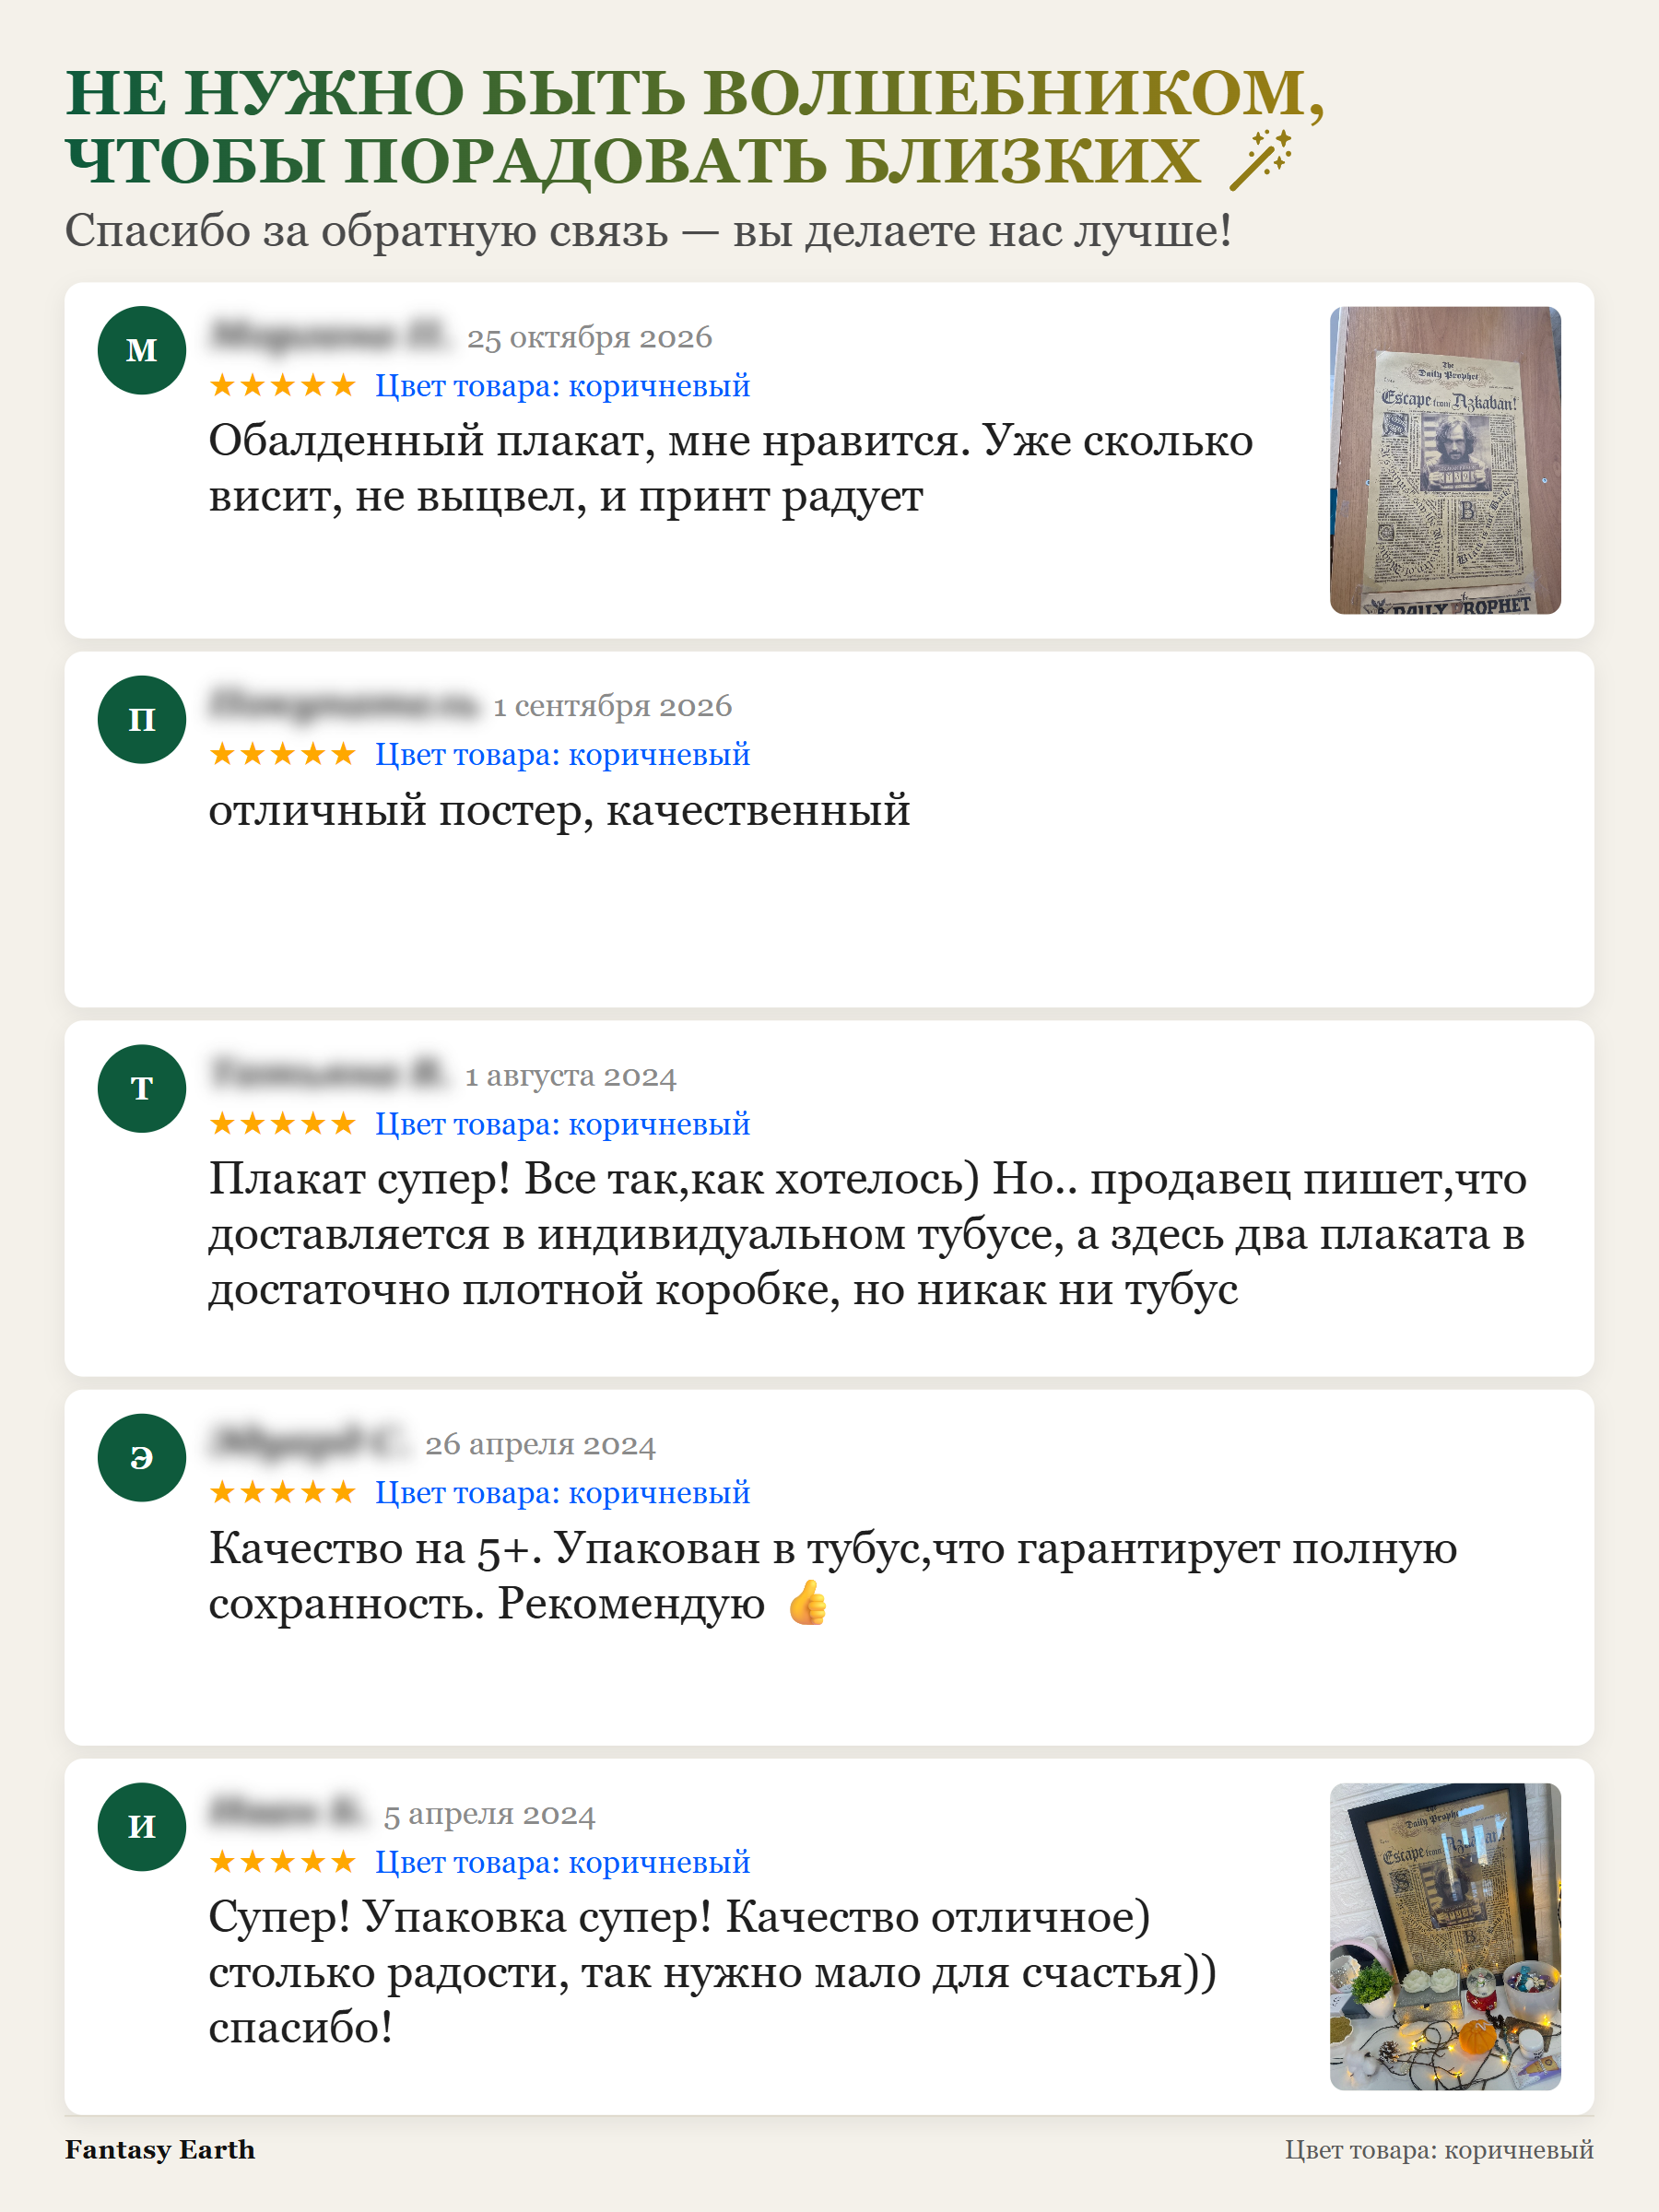 НЕ НУЖНО БЫТЬ ВОЛШЕБНИКОМ,
ЧТОБЫ ПОРАДОВАТЬ БЛИЗКИХ
Спасибо за обратную связь — вы делаете нас лучше!
М
25 октября 2026
★★★★★ Цвет товара: коричневый
Обалденный плакат, мне нравится. Уже сколько
висит, не выцвел, и принт радует
The
Daily Prophet
Escape from Azkaban!
B
DAILY PROPHET
П
1 сентября 2026
★★★★★ Цвет товара: коричневый
отличный постер, качественный
Т
1 августа 2024
★★★★★ Цвет товара: коричневый
Плакат супер! Все так,как хотелось) Но.. продавец пишет,что
доставляется в индивидуальном тубусе, а здесь два плаката в
достаточно плотной коробке, но никак ни тубус
Э
26 апреля 2024
★★★★★ Цвет товара: коричневый
Качество на 5+. Упакован в тубус,что гарантирует полную
сохранность. Рекомендую 👍
И
5 апреля 2024
★★★★★ Цвет товара: коричневый
Супер! Упаковка супер! Качество отличное)
столько радости, так нужно мало для счастья))
спасибо!
Daily
Escape from
Fantasy Earth
Цвет товара: коричневый